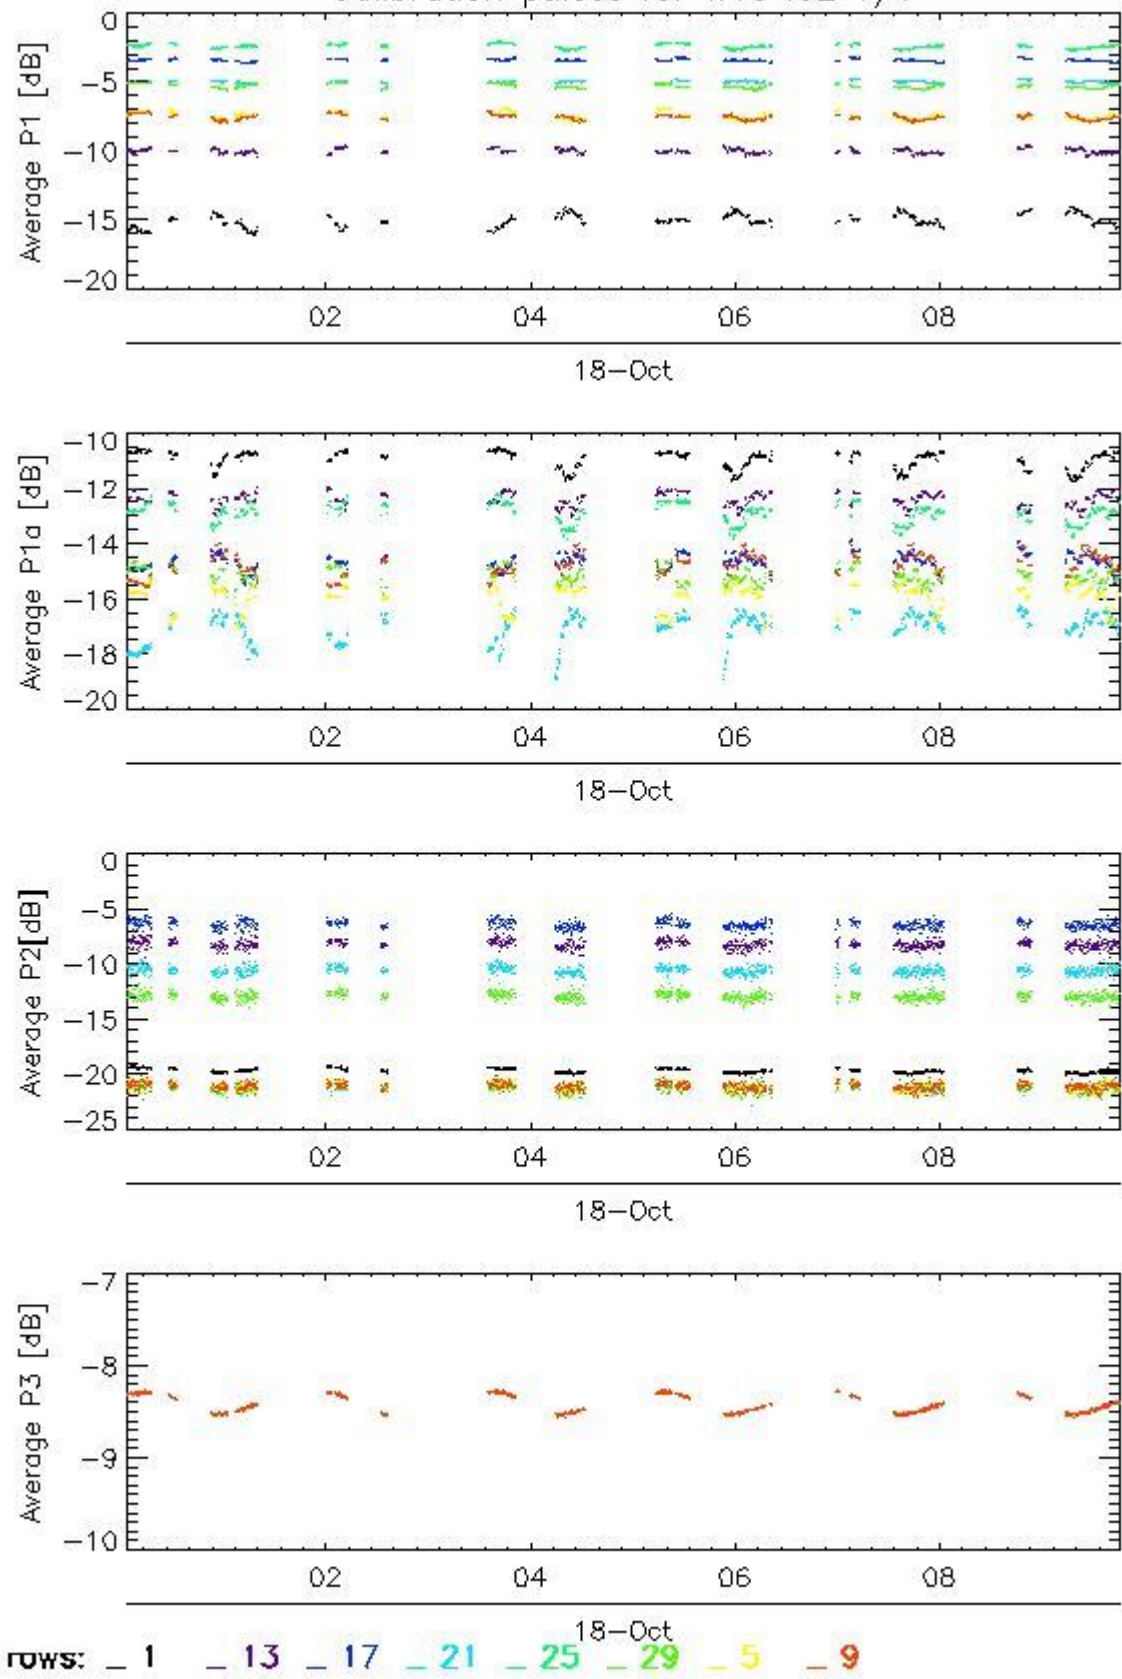 Average P1 [dB]
0
−5
−10
−15
−20
02 04 06 08
18−Oct
Average P1a [dB]
−10
−12
−14
−16
−18
−20
02 04 06 08
18−Oct
Average P2[dB]
0
−5
−10
−15
−20
−25
02 04 06 08
18−Oct
Average P3 [dB]
−7
−8
−9
−10
02 04 06 08
18−Oct
rows: _ 1 _ 13 _ 17 _ 21 _ 25 _ 29 _ 5 _ 9